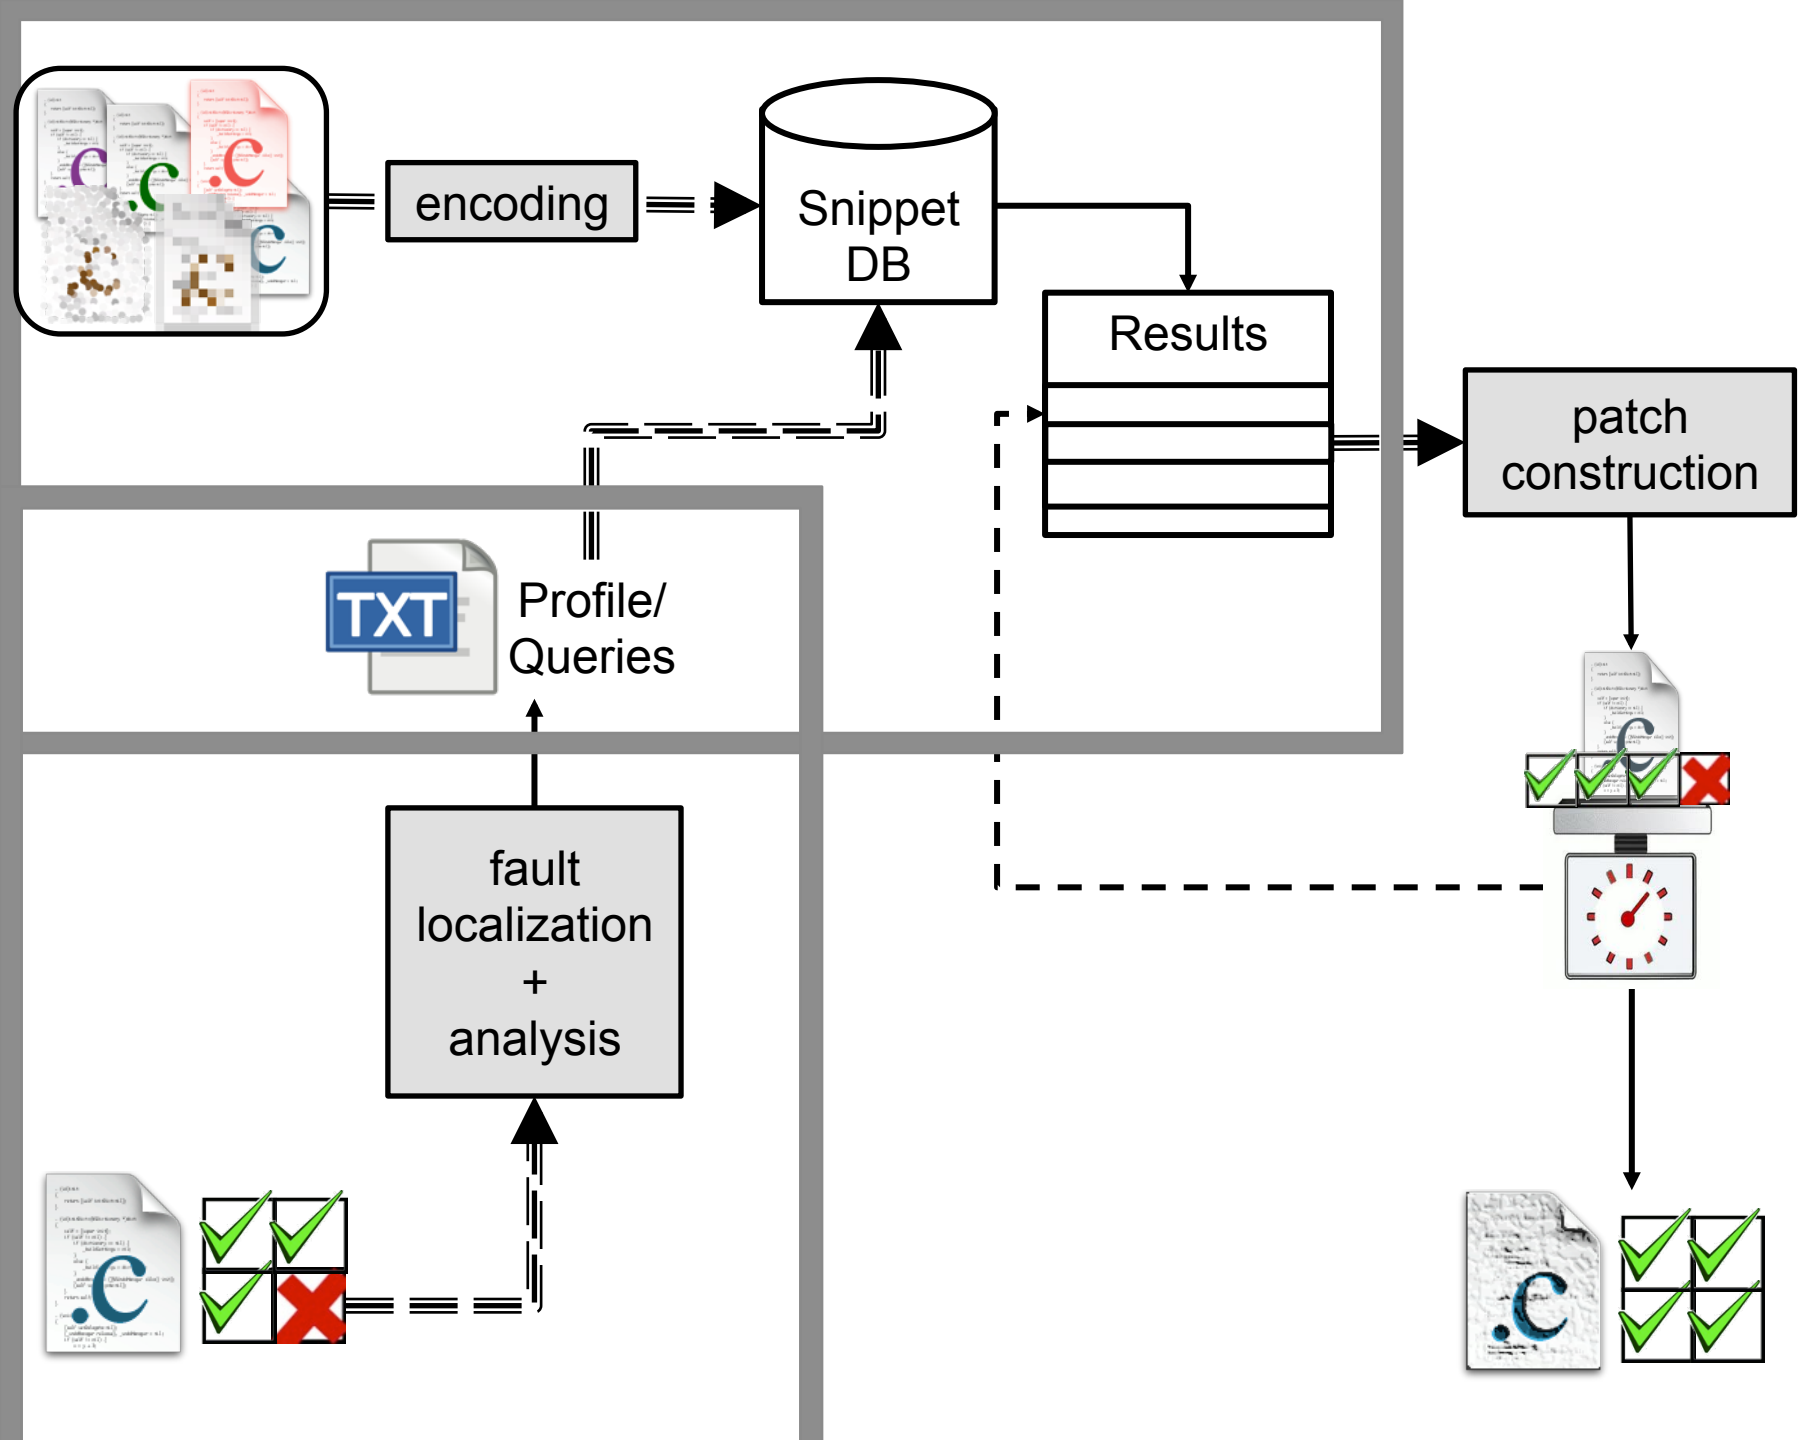 .c
.c
.c
.c
encoding
Snippet
DB
Results
patch
construction
TXT
Profile/
Queries
fault
localization
+
analysis
.c
.c
.c